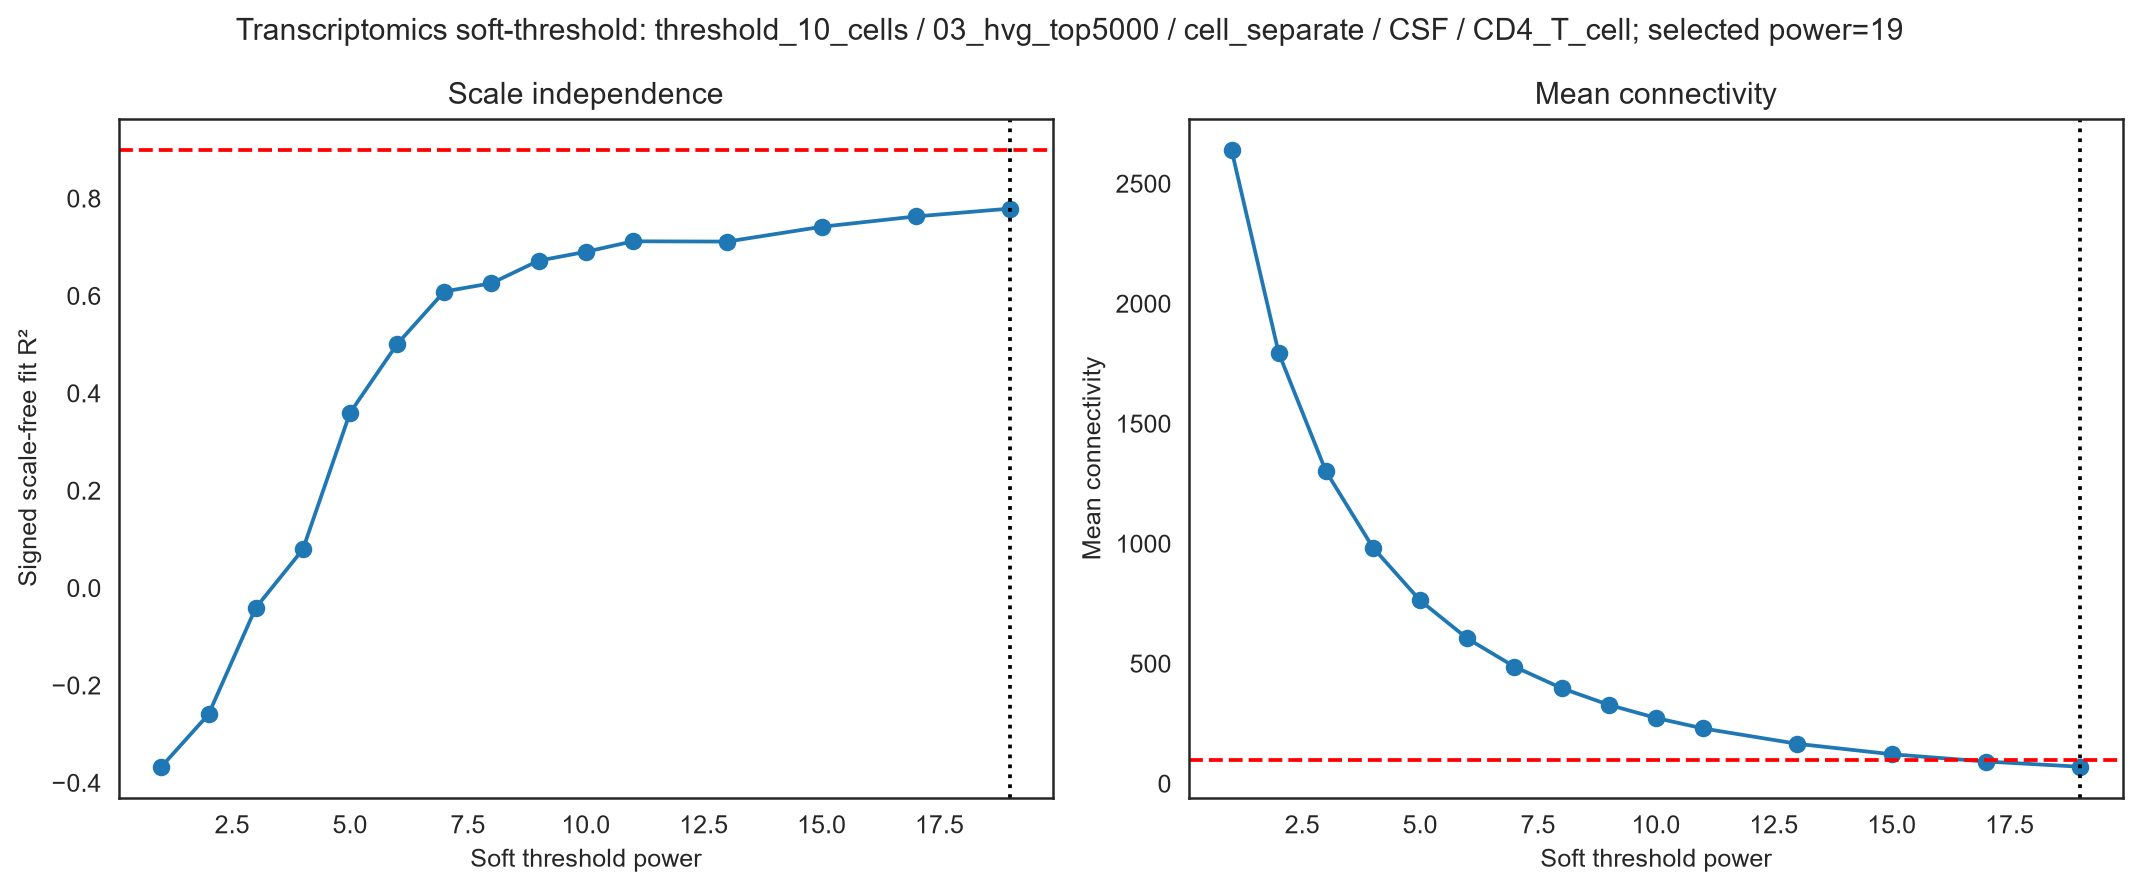 Transcriptomics soft-threshold: threshold_10_cells / 03_hvg_top5000 / cell_separate / CSF / CD4_T_cell; selected power=19
Scale independence
Signed scale-free fit R²
0.8
0.6
0.4
0.2
0.0
−0.2
−0.4
2.5 5.0 7.5 10.0 12.5 15.0 17.5
Soft threshold power
Mean connectivity
Mean connectivity
2500
2000
1500
1000
500
0
2.5 5.0 7.5 10.0 12.5 15.0 17.5
Soft threshold power